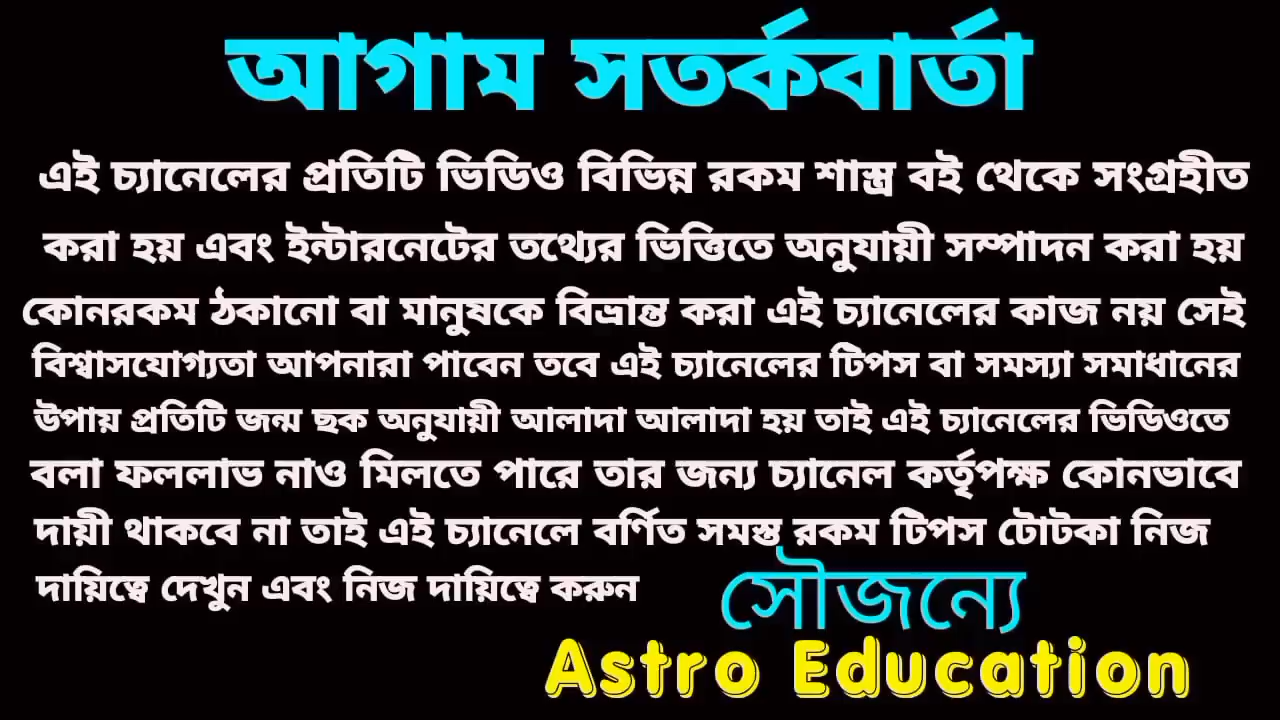 আগাম সতর্কবার্তা
এই চ্যানেলের প্রতিটি ভিডিও বিভিন্ন রকম শাস্ত্র বই থেকে সংগ্রহীত
করা হয় এবং ইন্টারনেটের তথ্যের ভিত্তিতে অনুযায়ী সম্পাদন করা হয়
কোনরকম ঠকানো বা মানুষকে বিভ্রান্ত করা এই চ্যানেলের কাজ নয় সেই
বিশ্বাসযোগ্যতা আপনারা পাবেন তবে এই চ্যানেলের টিপস বা সমস্যা সমাধানের
উপায় প্রতিটি জন্ম ছক অনুযায়ী আলাদা আলাদা হয় তাই এই চ্যানেলের ভিডিওতে
বলা ফললাভ নাও মিলতে পারে তার জন্য চ্যানেল কর্তৃপক্ষ কোনভাবে
দায়ী থাকবে না তাই এই চ্যানেলে বর্ণিত সমস্ত রকম টিপস টোটকা নিজ
দায়িত্বে দেখুন এবং নিজ দায়িত্বে করুন
সৌজন্যে
Astro Education